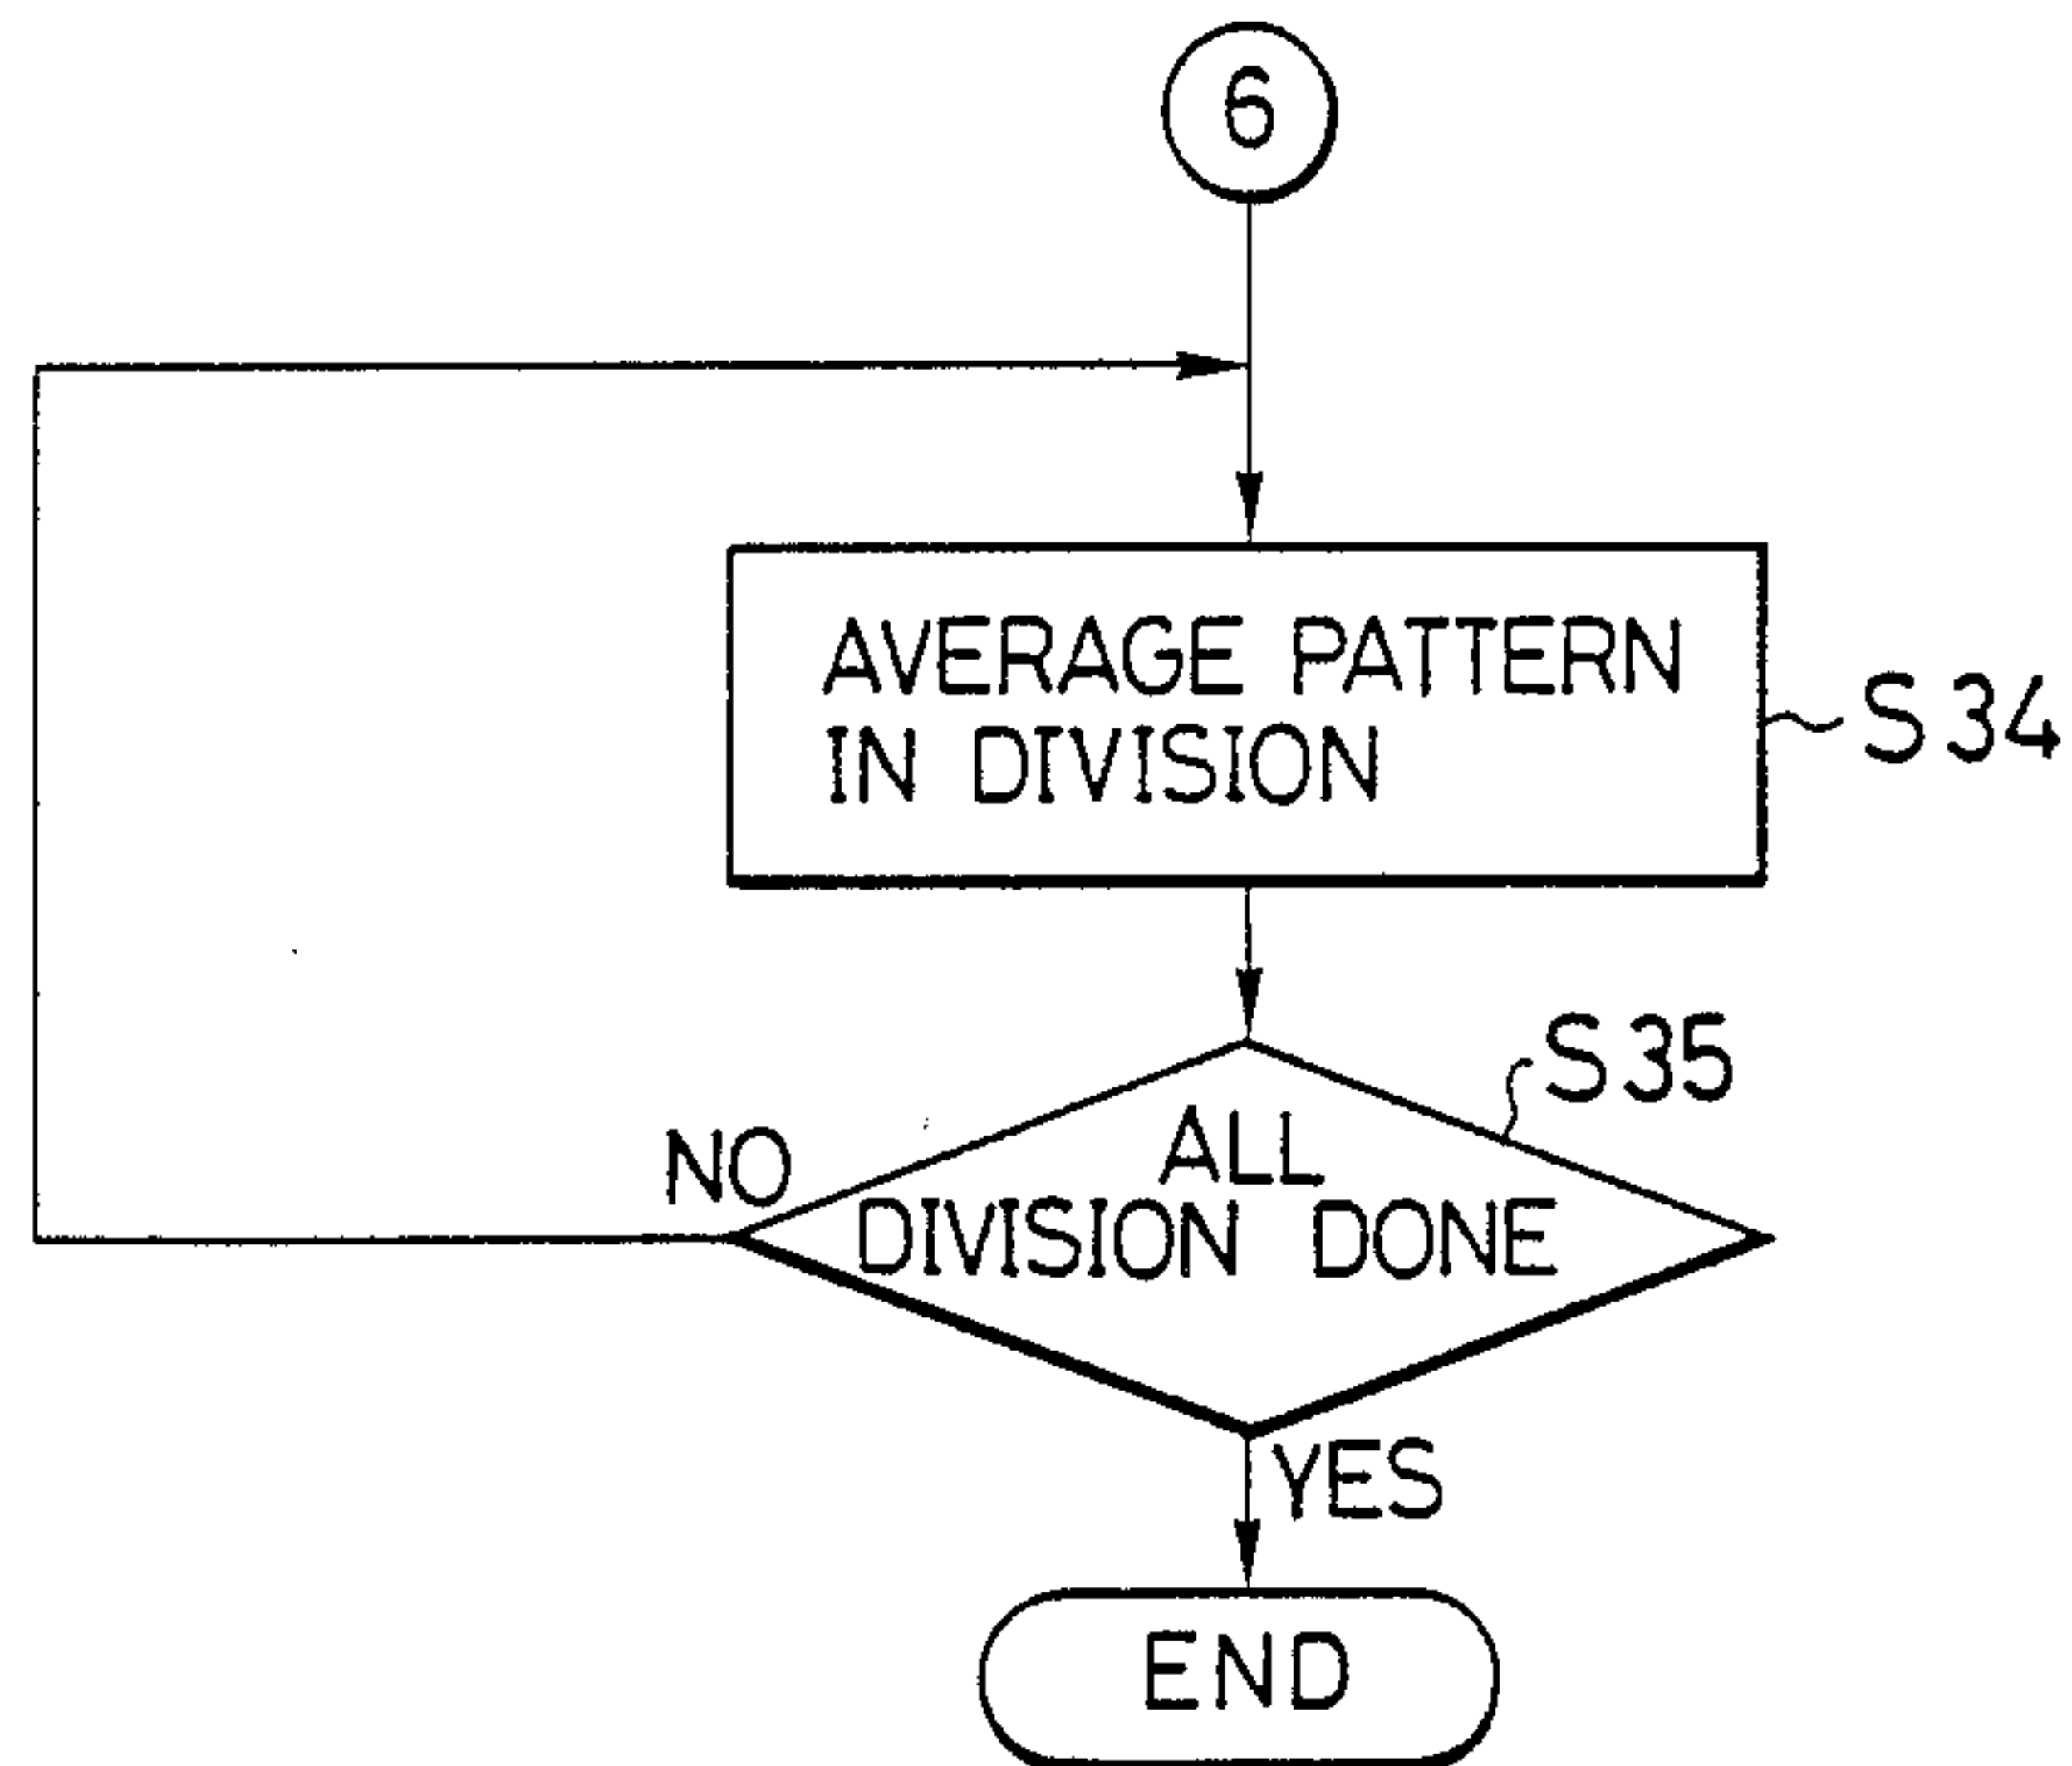 6
AVERAGE PATTERN
IN DIVISION
S34
S35
NO
ALL
DIVISION DONE
YES
END